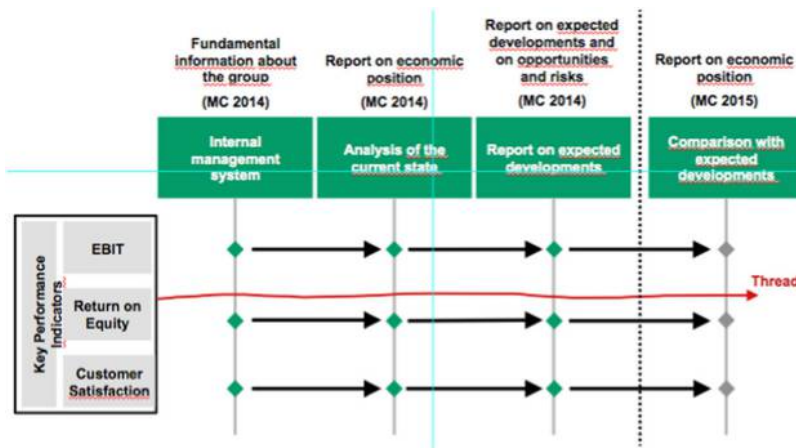 Fundamental
information about
the group
(MC 2014)
Report on economic
position
(MC 2014)
Report on expected
developments and
on opportunities
and risks
(MC 2014)
Report on economic
position
(MC 2015)
Internal
management
system
Analysis of the
current state
Report on expected
developments
Comparison with
expected
developments
Key Performance
Indicators
EBIT
Return on
Equity
Customer
Satisfaction
Thread